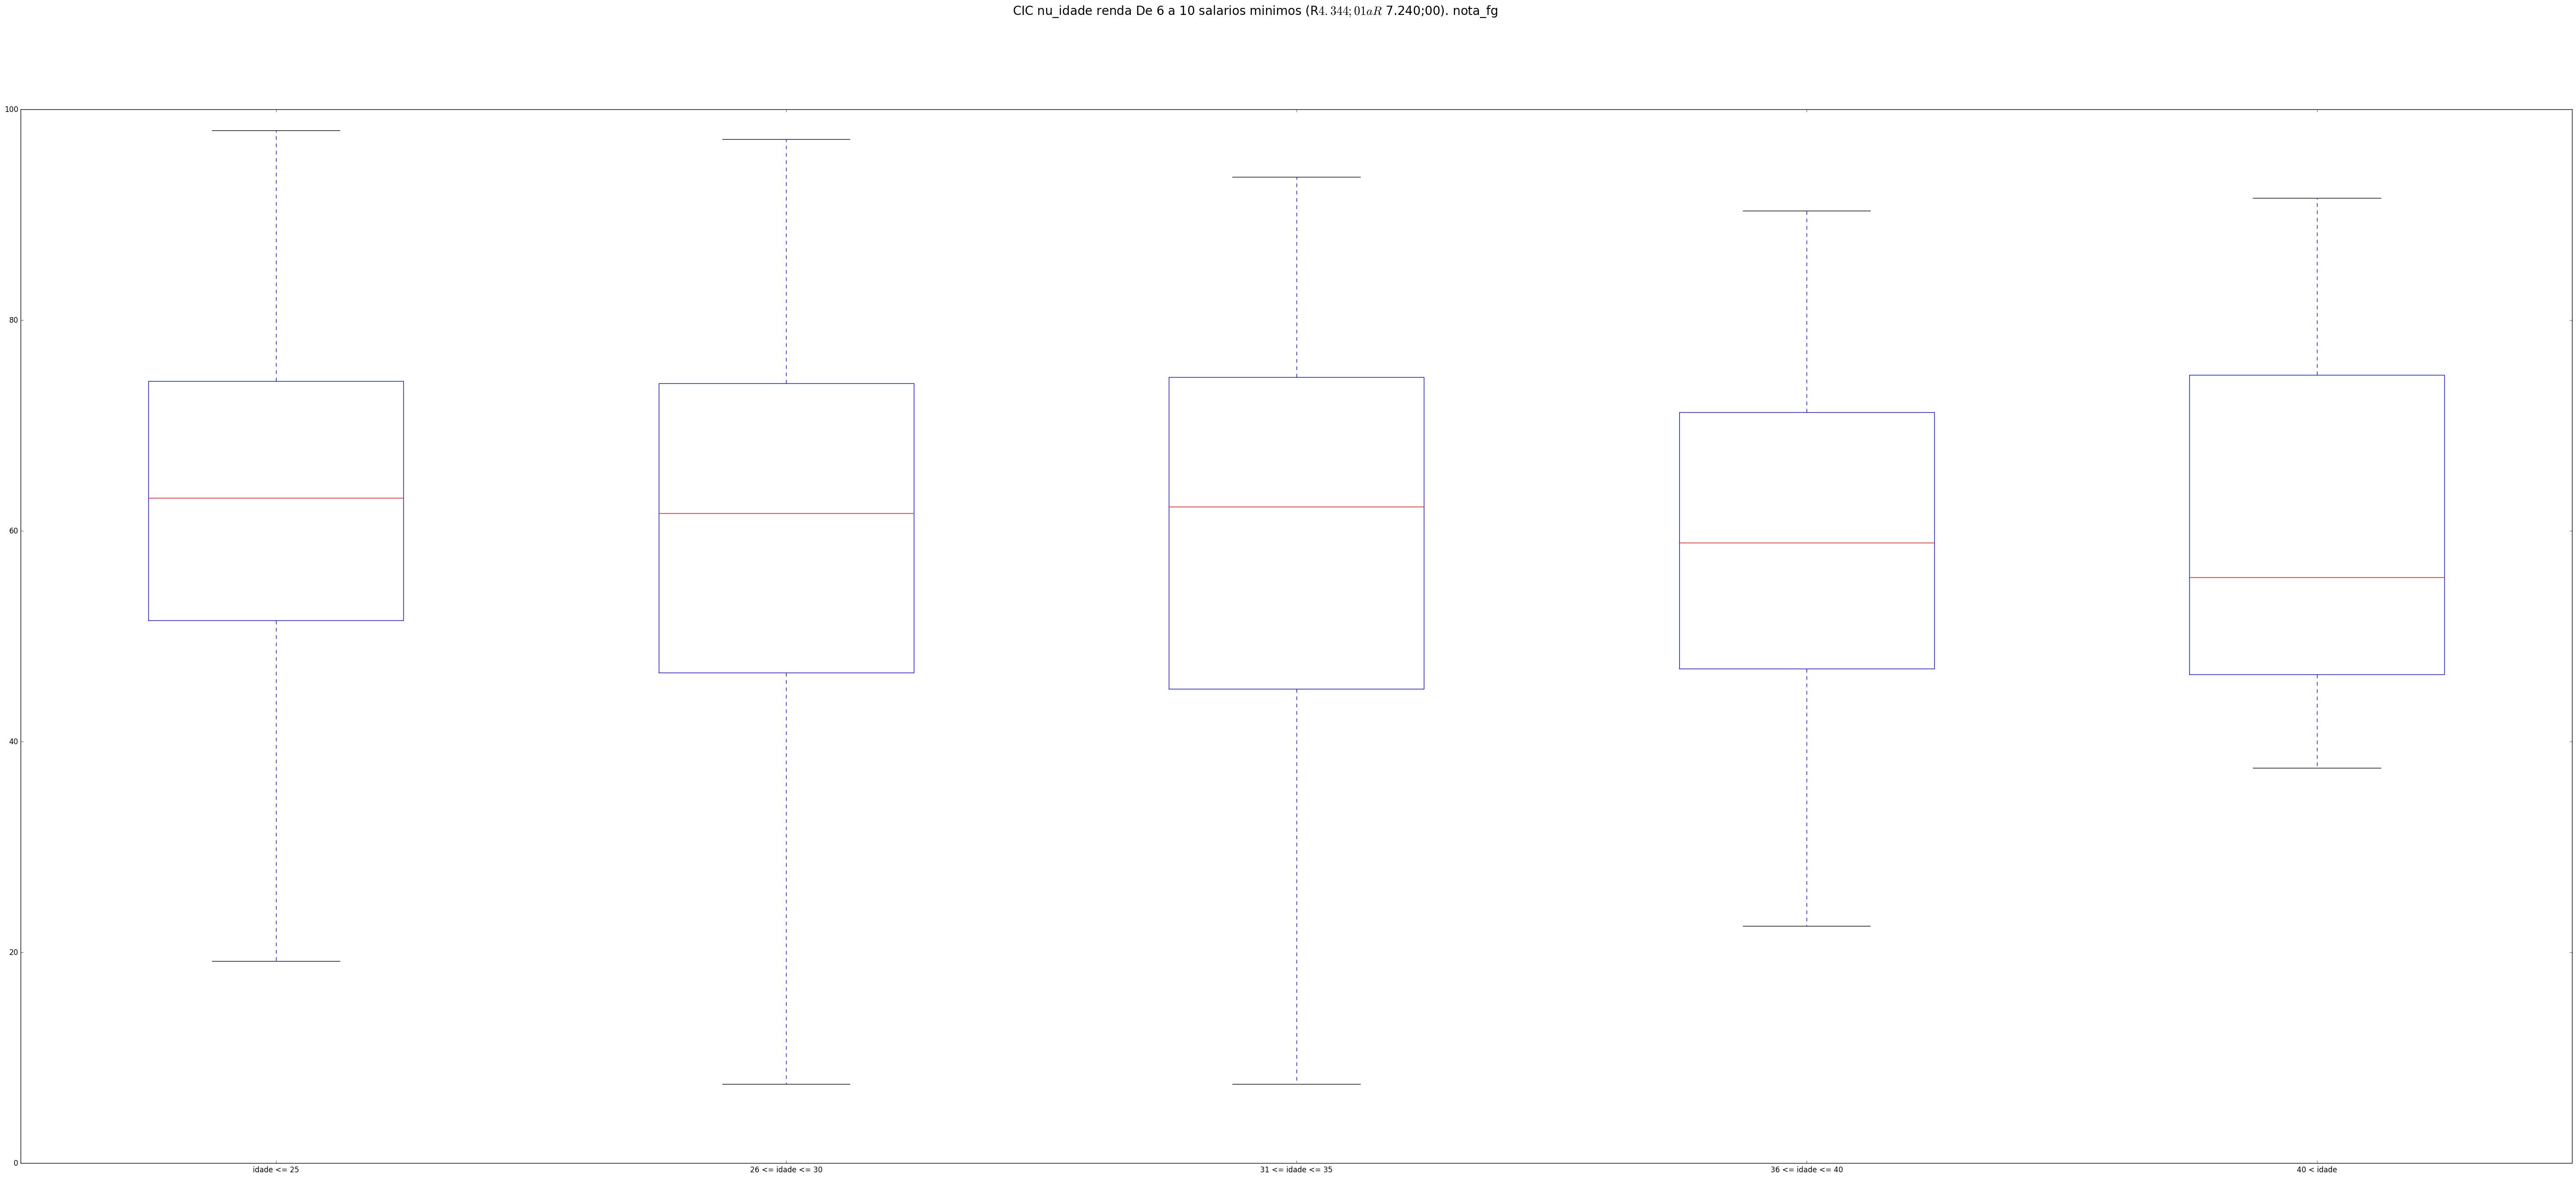 CIC nu_idade renda De 6 a 10 salarios minimos (R4.344;01aR 7.240;00). nota_fg
100
80
60
40
20
0
idade <= 25
26 <= idade <= 30
31 <= idade <= 35
36 <= idade <= 40
40 < idade